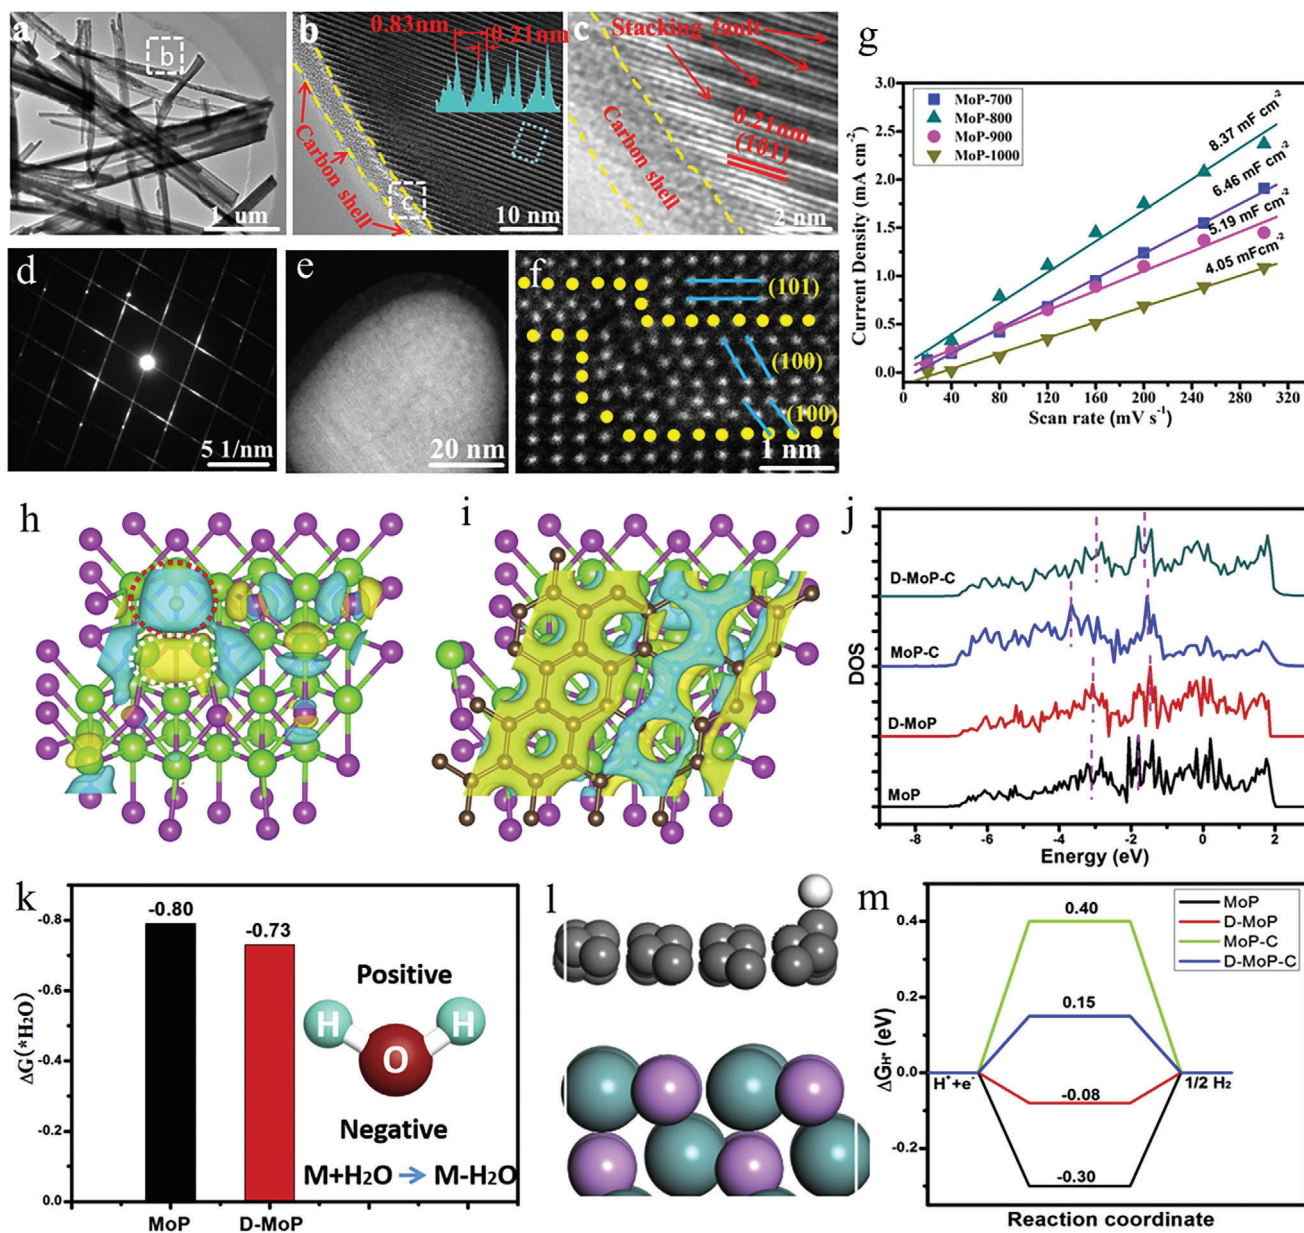 a
b
1 um
b
0.83nm
0.21nm
Carbon shell
c
10 nm
c
Stacking fault
0.21nm
(101)
Carbon shell
2 nm
d
5 1/nm
e
20 nm
f
(101)
(100)
(100)
1 nm
g
MoP-700
MoP-800
MoP-900
MoP-1000
8.37 mF cm-2
6.46 mF cm-2
5.19 mF cm-2
4.05 mFcm-2
Current Density (mA cm-2)
3.0
2.5
2.0
1.5
1.0
0.5
0.0
0 40 80 120 160 200 240 280 320
Scan rate (mV s-1)
h
i
j
D-MoP-C
MoP-C
D-MoP
MoP
DOS
-8 -6 -4 -2 0 2
Energy (eV)
k
-0.80
-0.73
ΔG(*H2O)
-0.8
-0.6
-0.4
-0.2
0.0
MoP D-MoP
Positive
H O H
Negative
M+H2O → M-H2O
l
m
MoP
D-MoP
MoP-C
D-MoP-C
0.40
0.15
-0.08
-0.30
H++e-
1/2 H2
ΔGH* (eV)
0.4
0.2
0.0
-0.2
Reaction coordinate